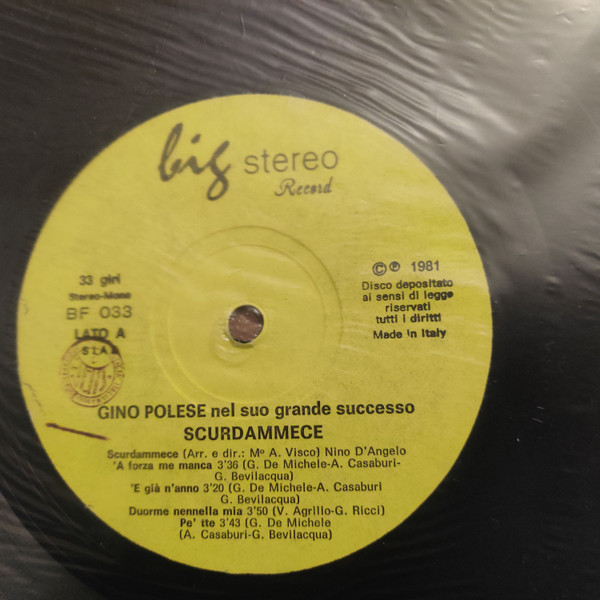 big stereo
Record
33 giri
Stereo-Mono
BF 033
LATO A
S.I.A.E.
© ℗ 1981
Disco depositato
ai sensi di legge
riservati
tutti i diritti
Made in Italy
GINO POLESE nel suo grande successo
SCURDAMMECE
Scurdammece (Arr. e dir.: Mº A. Visco) Nino D'Angelo
'A forza me manca 3'36 (G. De Michele-A. Casaburi-
G. Bevilacqua)
'E già n'anno 3'20 (G. De Michele-A. Casaburi
G. Bevilacqua)
Duorme nennella mia 3'50 (V. Agrillo-G. Ricci)
Pe' tte 3'43 (G. De Michele
(A. Casaburi-G. Bevilacqua)